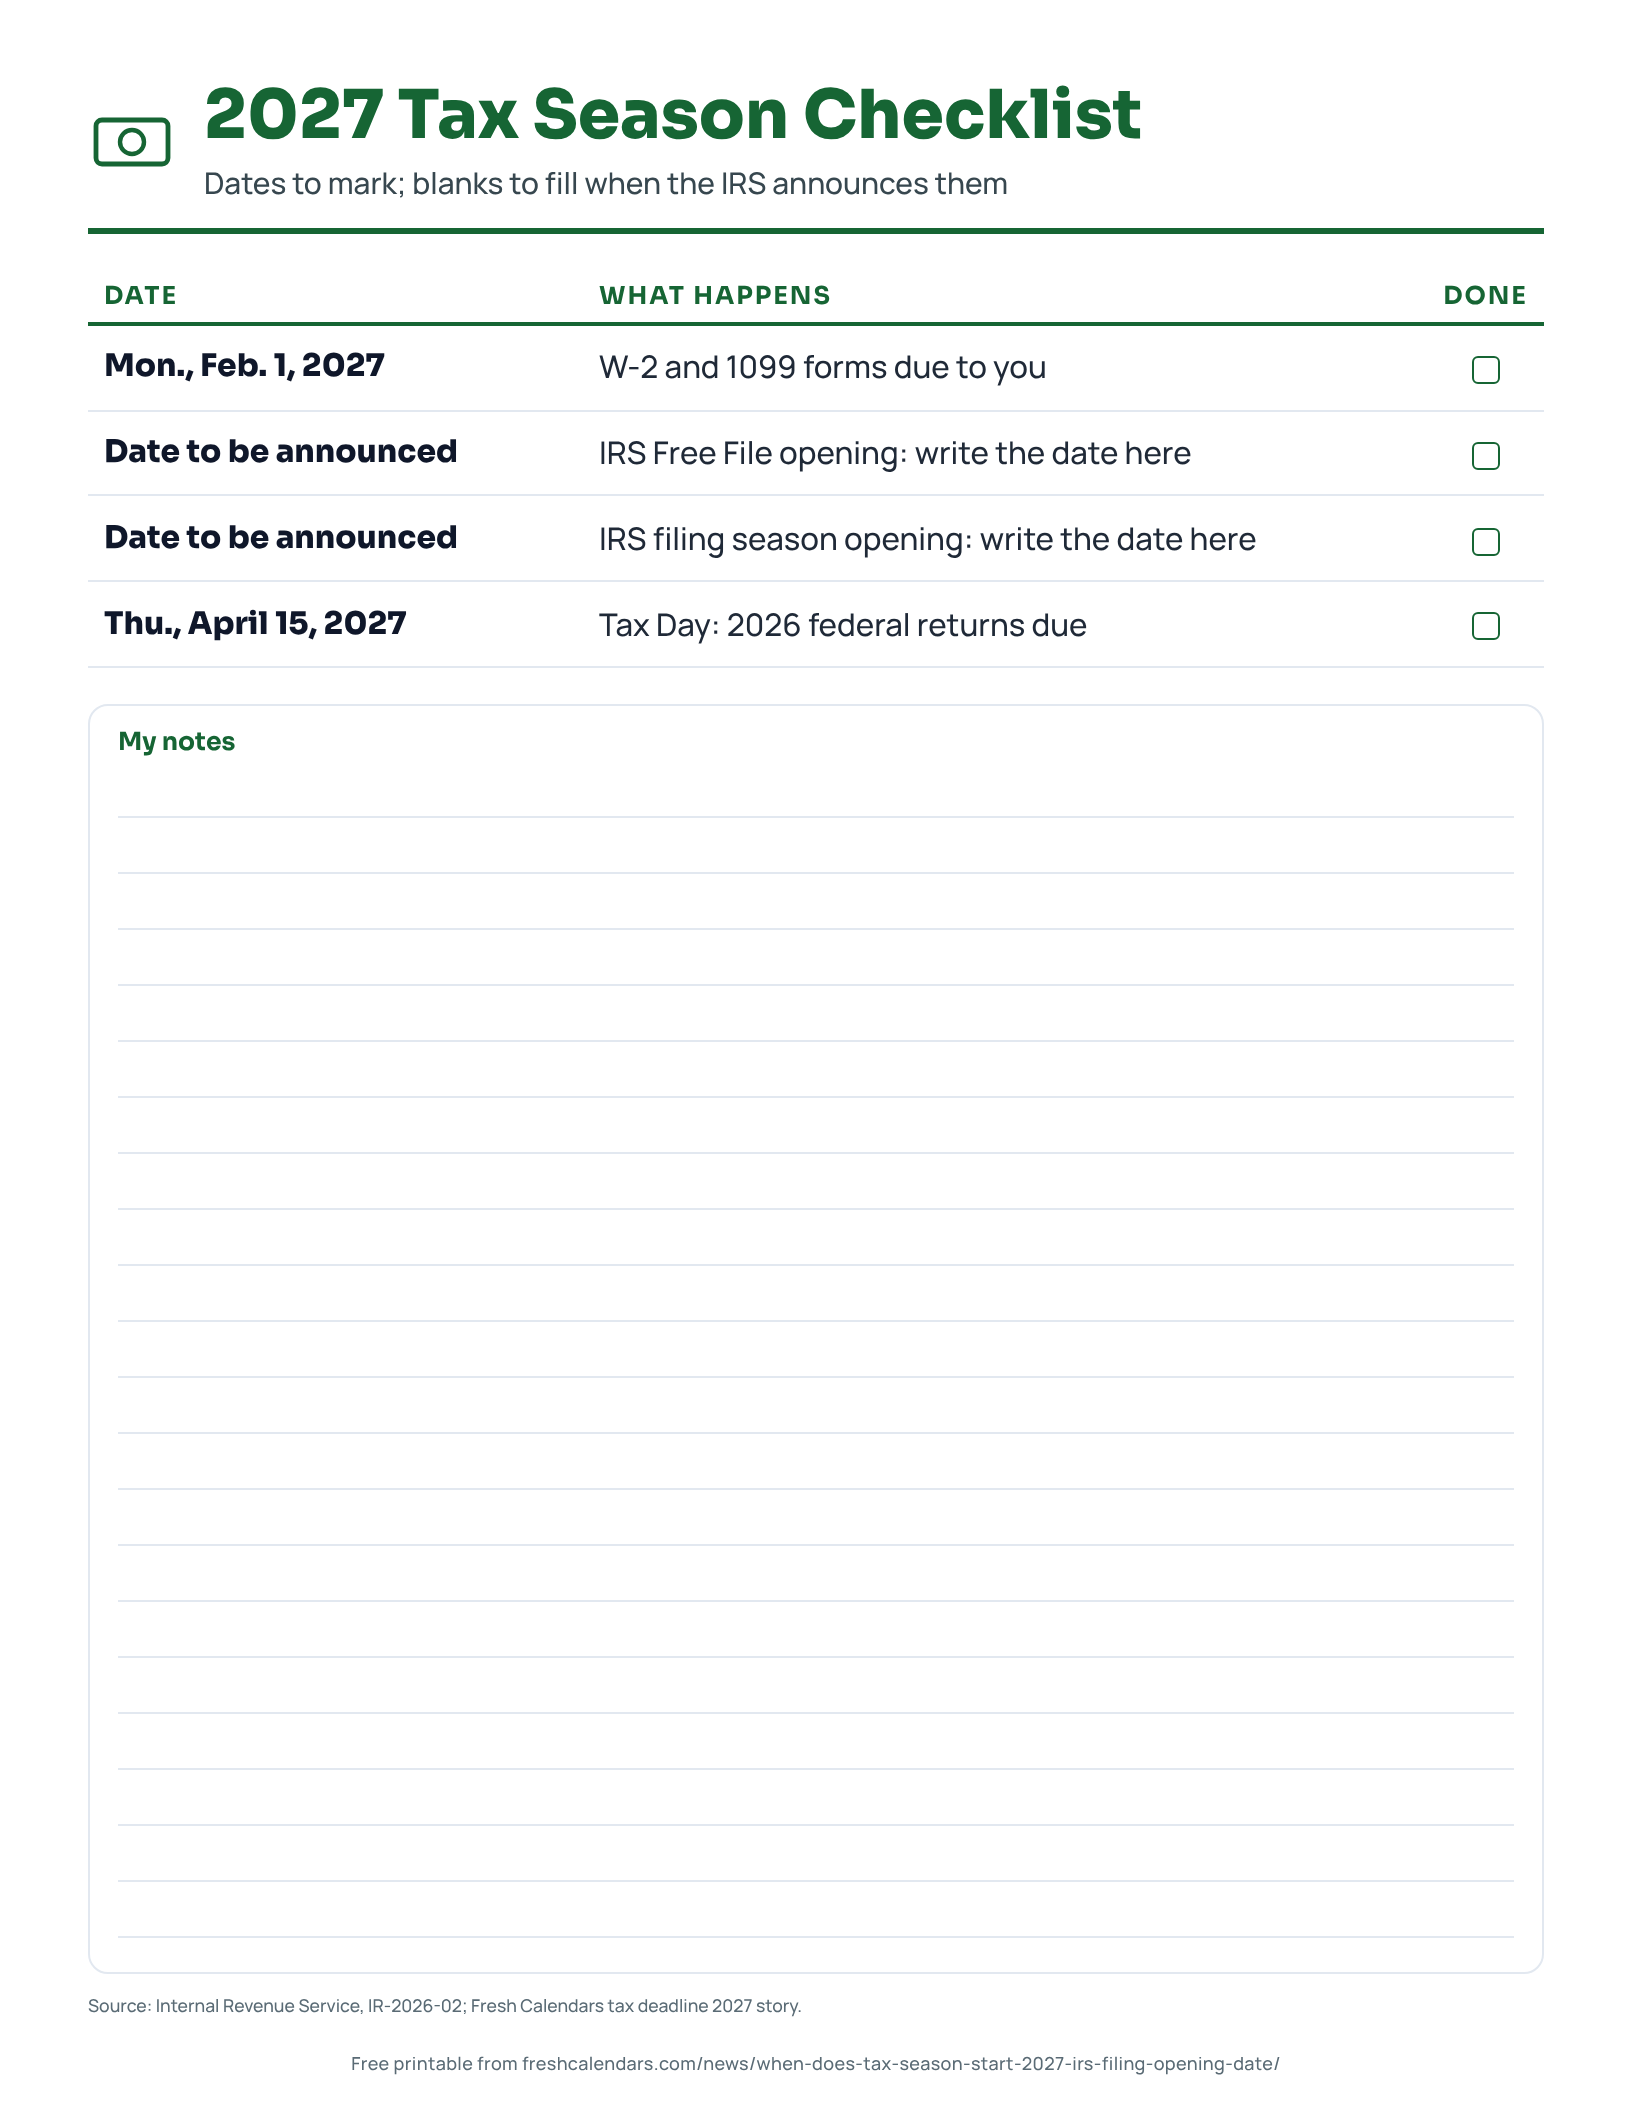 2027 Tax Season Checklist
Dates to mark; blanks to fill when the IRS announces them
DATE WHAT HAPPENS DONE
Mon., Feb. 1, 2027 W-2 and 1099 forms due to you
Date to be announced IRS Free File opening: write the date here
Date to be announced IRS filing season opening: write the date here
Thu., April 15, 2027 Tax Day: 2026 federal returns due
My notes
Source: Internal Revenue Service, IR-2026-02; Fresh Calendars tax deadline 2027 story.
Free printable from freshcalendars.com/news/when-does-tax-season-start-2027-irs-filing-opening-date/